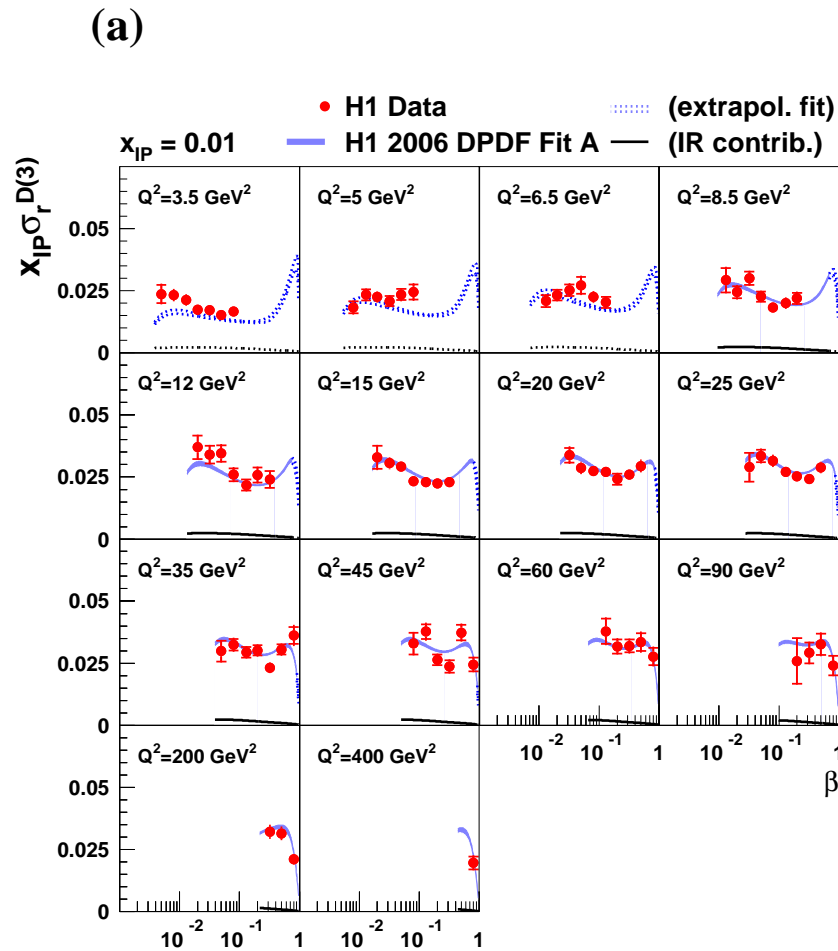 (a)
H1 Data (extrapol. fit)
x_IP = 0.01 H1 2006 DPDF Fit A (IR contrib.)
x_IP σ_r^D(3)
Q²=3.5 GeV² Q²=5 GeV² Q²=6.5 GeV² Q²=8.5 GeV²
0.05
0.025
0
Q²=12 GeV² Q²=15 GeV² Q²=20 GeV² Q²=25 GeV²
0.05
0.025
0
Q²=35 GeV² Q²=45 GeV² Q²=60 GeV² Q²=90 GeV²
0.05
0.025
0
10⁻² 10⁻¹ 1 10⁻² 10⁻¹ 1
β
Q²=200 GeV² Q²=400 GeV²
0.05
0.025
0
10⁻² 10⁻¹ 1 10⁻² 10⁻¹ 1